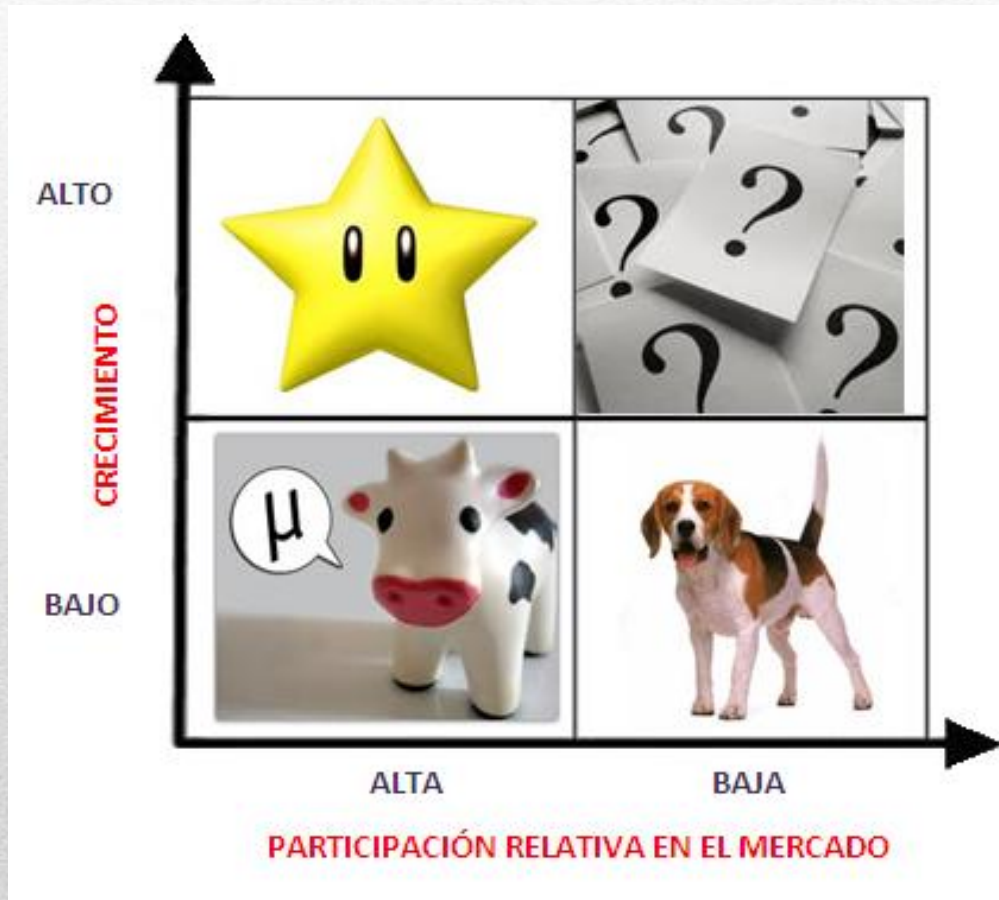 ALTO
?
?
?
?
?
CRECIMIENTO
μ
BAJO
ALTA
BAJA
PARTICIPACIÓN RELATIVA EN EL MERCADO